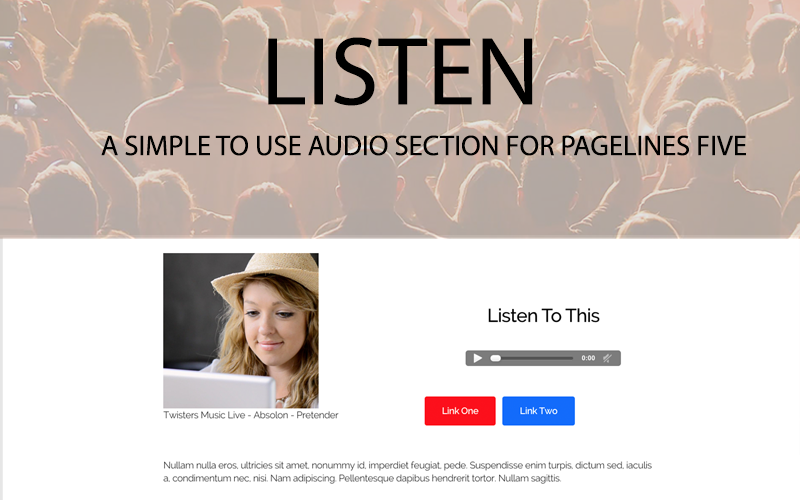 LISTEN
A SIMPLE TO USE AUDIO SECTION FOR PAGELINES FIVE
Listen To This
0:00
Twisters Music Live - Absolon - Pretender
Link One
Link Two
Nullam nulla eros, ultricies sit amet, nonummy id, imperdiet feugiat, pede. Suspendisse enim turpis, dictum sed, iaculis
a, condimentum nec, nisi. Nam adipiscing. Pellentesque dapibus hendrerit tortor. Nullam sagittis.